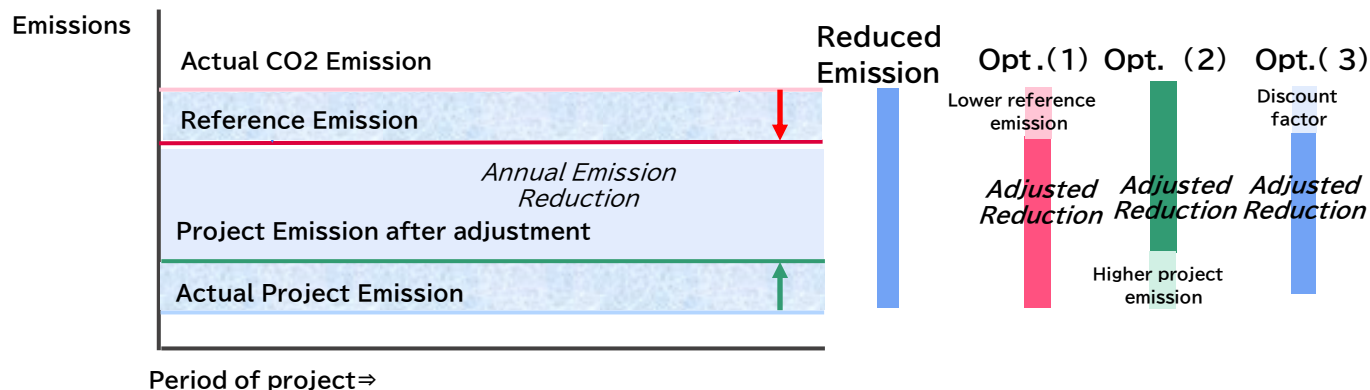 Emissions
Actual CO2 Emission
Reference Emission
Annual Emission
Reduction
Project Emission after adjustment
Actual Project Emission
Period of project⇒
Reduced
Emission
Opt.(1)
Lower reference
emission
Adjusted
Reduction
Opt. (2)
Adjusted
Reduction
Higher project
emission
Opt.( 3)
Discount
factor
Adjusted
Reduction